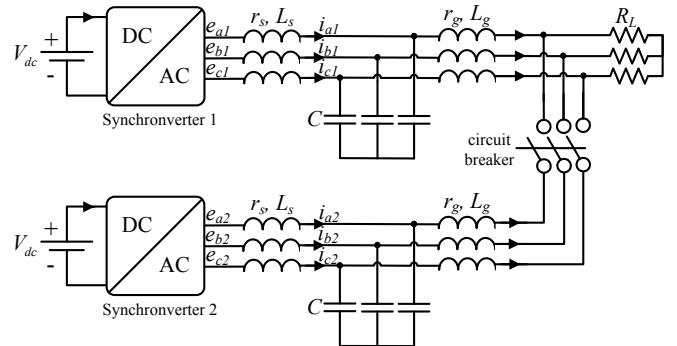 e_a1 r_s, L_s i_a1 r_g, L_g R_L
+ DC e_b1 i_b1
V_dc
- AC e_c1 i_c1
Synchronverter 1 C
circuit
breaker
e_a2 r_s, L_s i_a2 r_g, L_g
+ DC e_b2 i_b2
V_dc
- AC e_c2 i_c2
Synchronverter 2 C